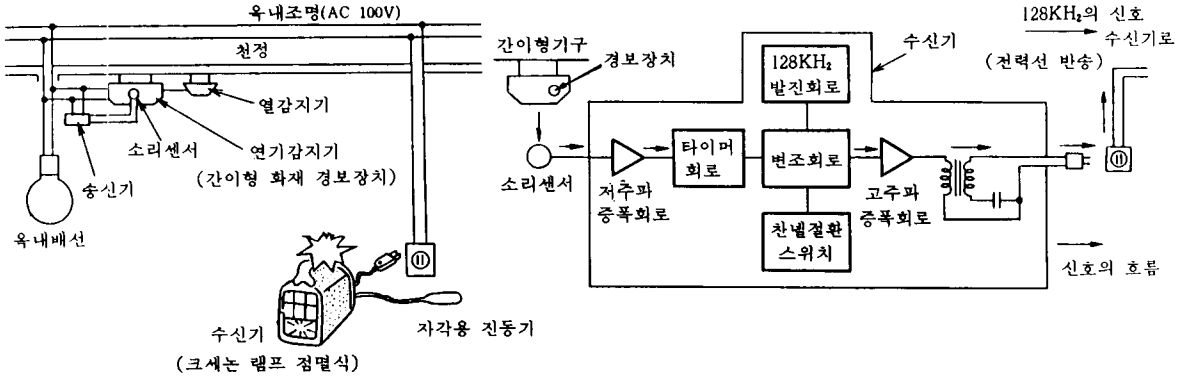 옥내조명(AC 100V)
천정
열감지기
소리센서
연기감지기
(간이형 화재 경보장치)
송신기
옥내배선
수신기
(크세논 램프 점멸식)
자각용 진동기
간이형기구
경보장치
소리센서
저주파
증폭회로
타이머
회로
128KH₂
발진회로
변조회로
찬넬절환
스위치
고주파
증폭회로
수신기
128KH₂의 신호
수신기로
(전력선 반송)
신호의 흐름